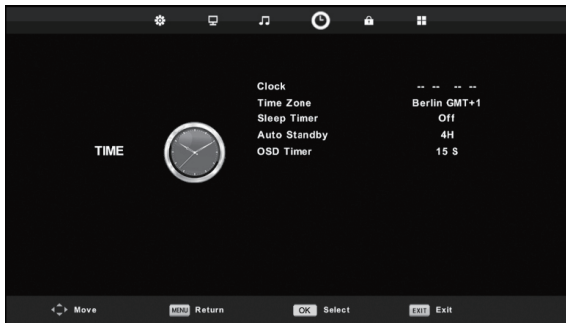 Clock -- -- -- --
Time Zone Berlin GMT+1
Sleep Timer Off
Auto Standby 4H
OSD Timer 15 S
TIME
Move MENU Return OK Select EXIT Exit